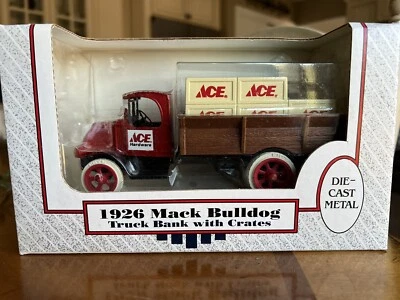 ACE.
ACE.
ACE
Hardware
1926 Mack Bulldog
Truck Bank with Crates
DIE-
CAST
METAL